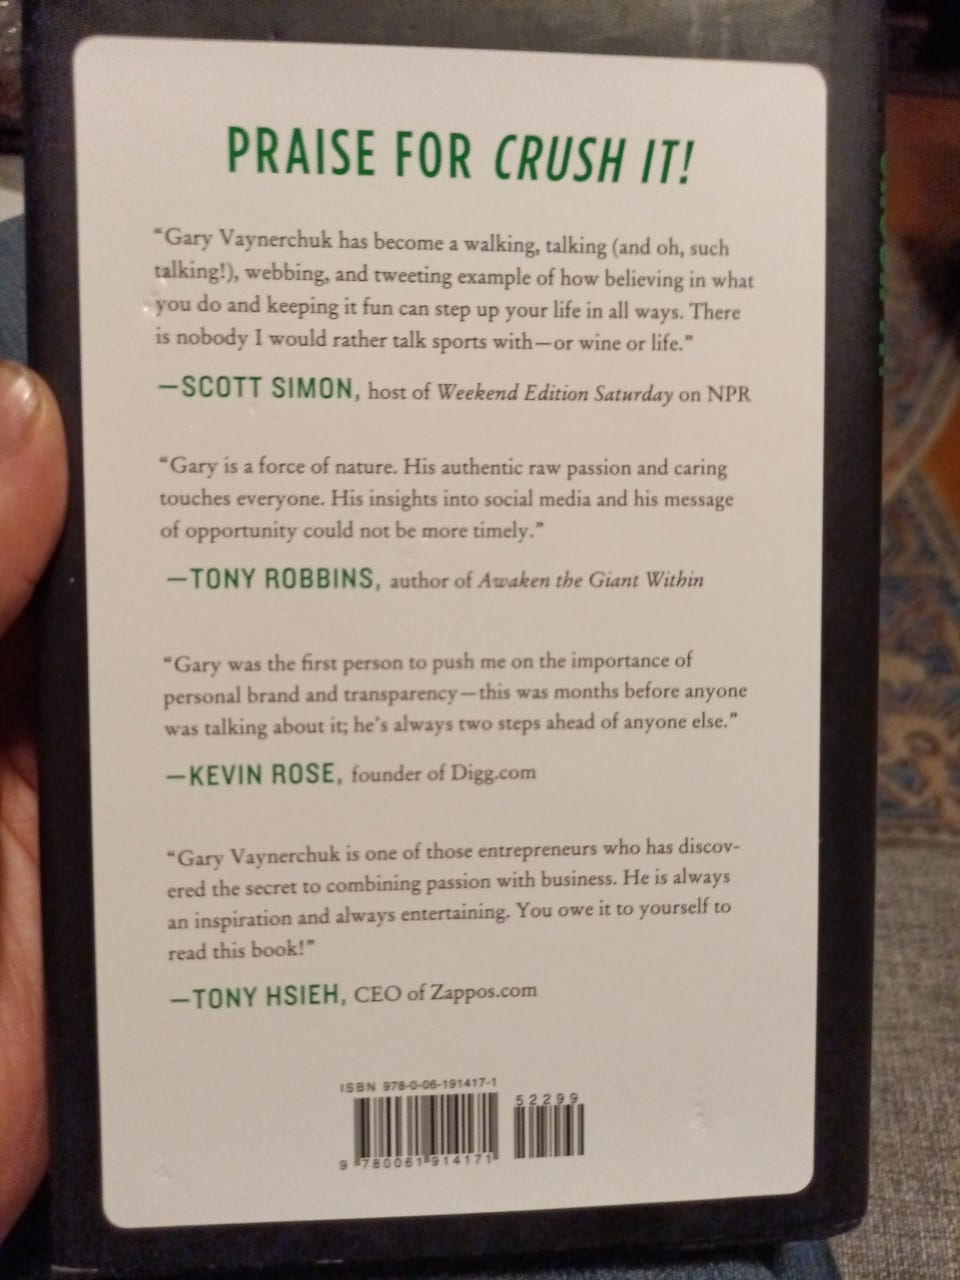 PRAISE FOR CRUSH IT!
“Gary Vaynerchuk has become a walking, talking (and oh, such
talking!), webbing, and tweeting example of how believing in what
you do and keeping it fun can step up your life in all ways. There
is nobody I would rather talk sports with—or wine or life.”
—SCOTT SIMON, host of Weekend Edition Saturday on NPR
“Gary is a force of nature. His authentic raw passion and caring
touches everyone. His insights into social media and his message
of opportunity could not be more timely.”
—TONY ROBBINS, author of Awaken the Giant Within
“Gary was the first person to push me on the importance of
personal brand and transparency—this was months before anyone
was talking about it; he’s always two steps ahead of anyone else.”
—KEVIN ROSE, founder of Digg.com
“Gary Vaynerchuk is one of those entrepreneurs who has discov-
ered the secret to combining passion with business. He is always
an inspiration and always entertaining. You owe it to yourself to
read this book!”
—TONY HSIEH, CEO of Zappos.com
ISBN 978-0-06-191417-1
52299
9 780061 914171